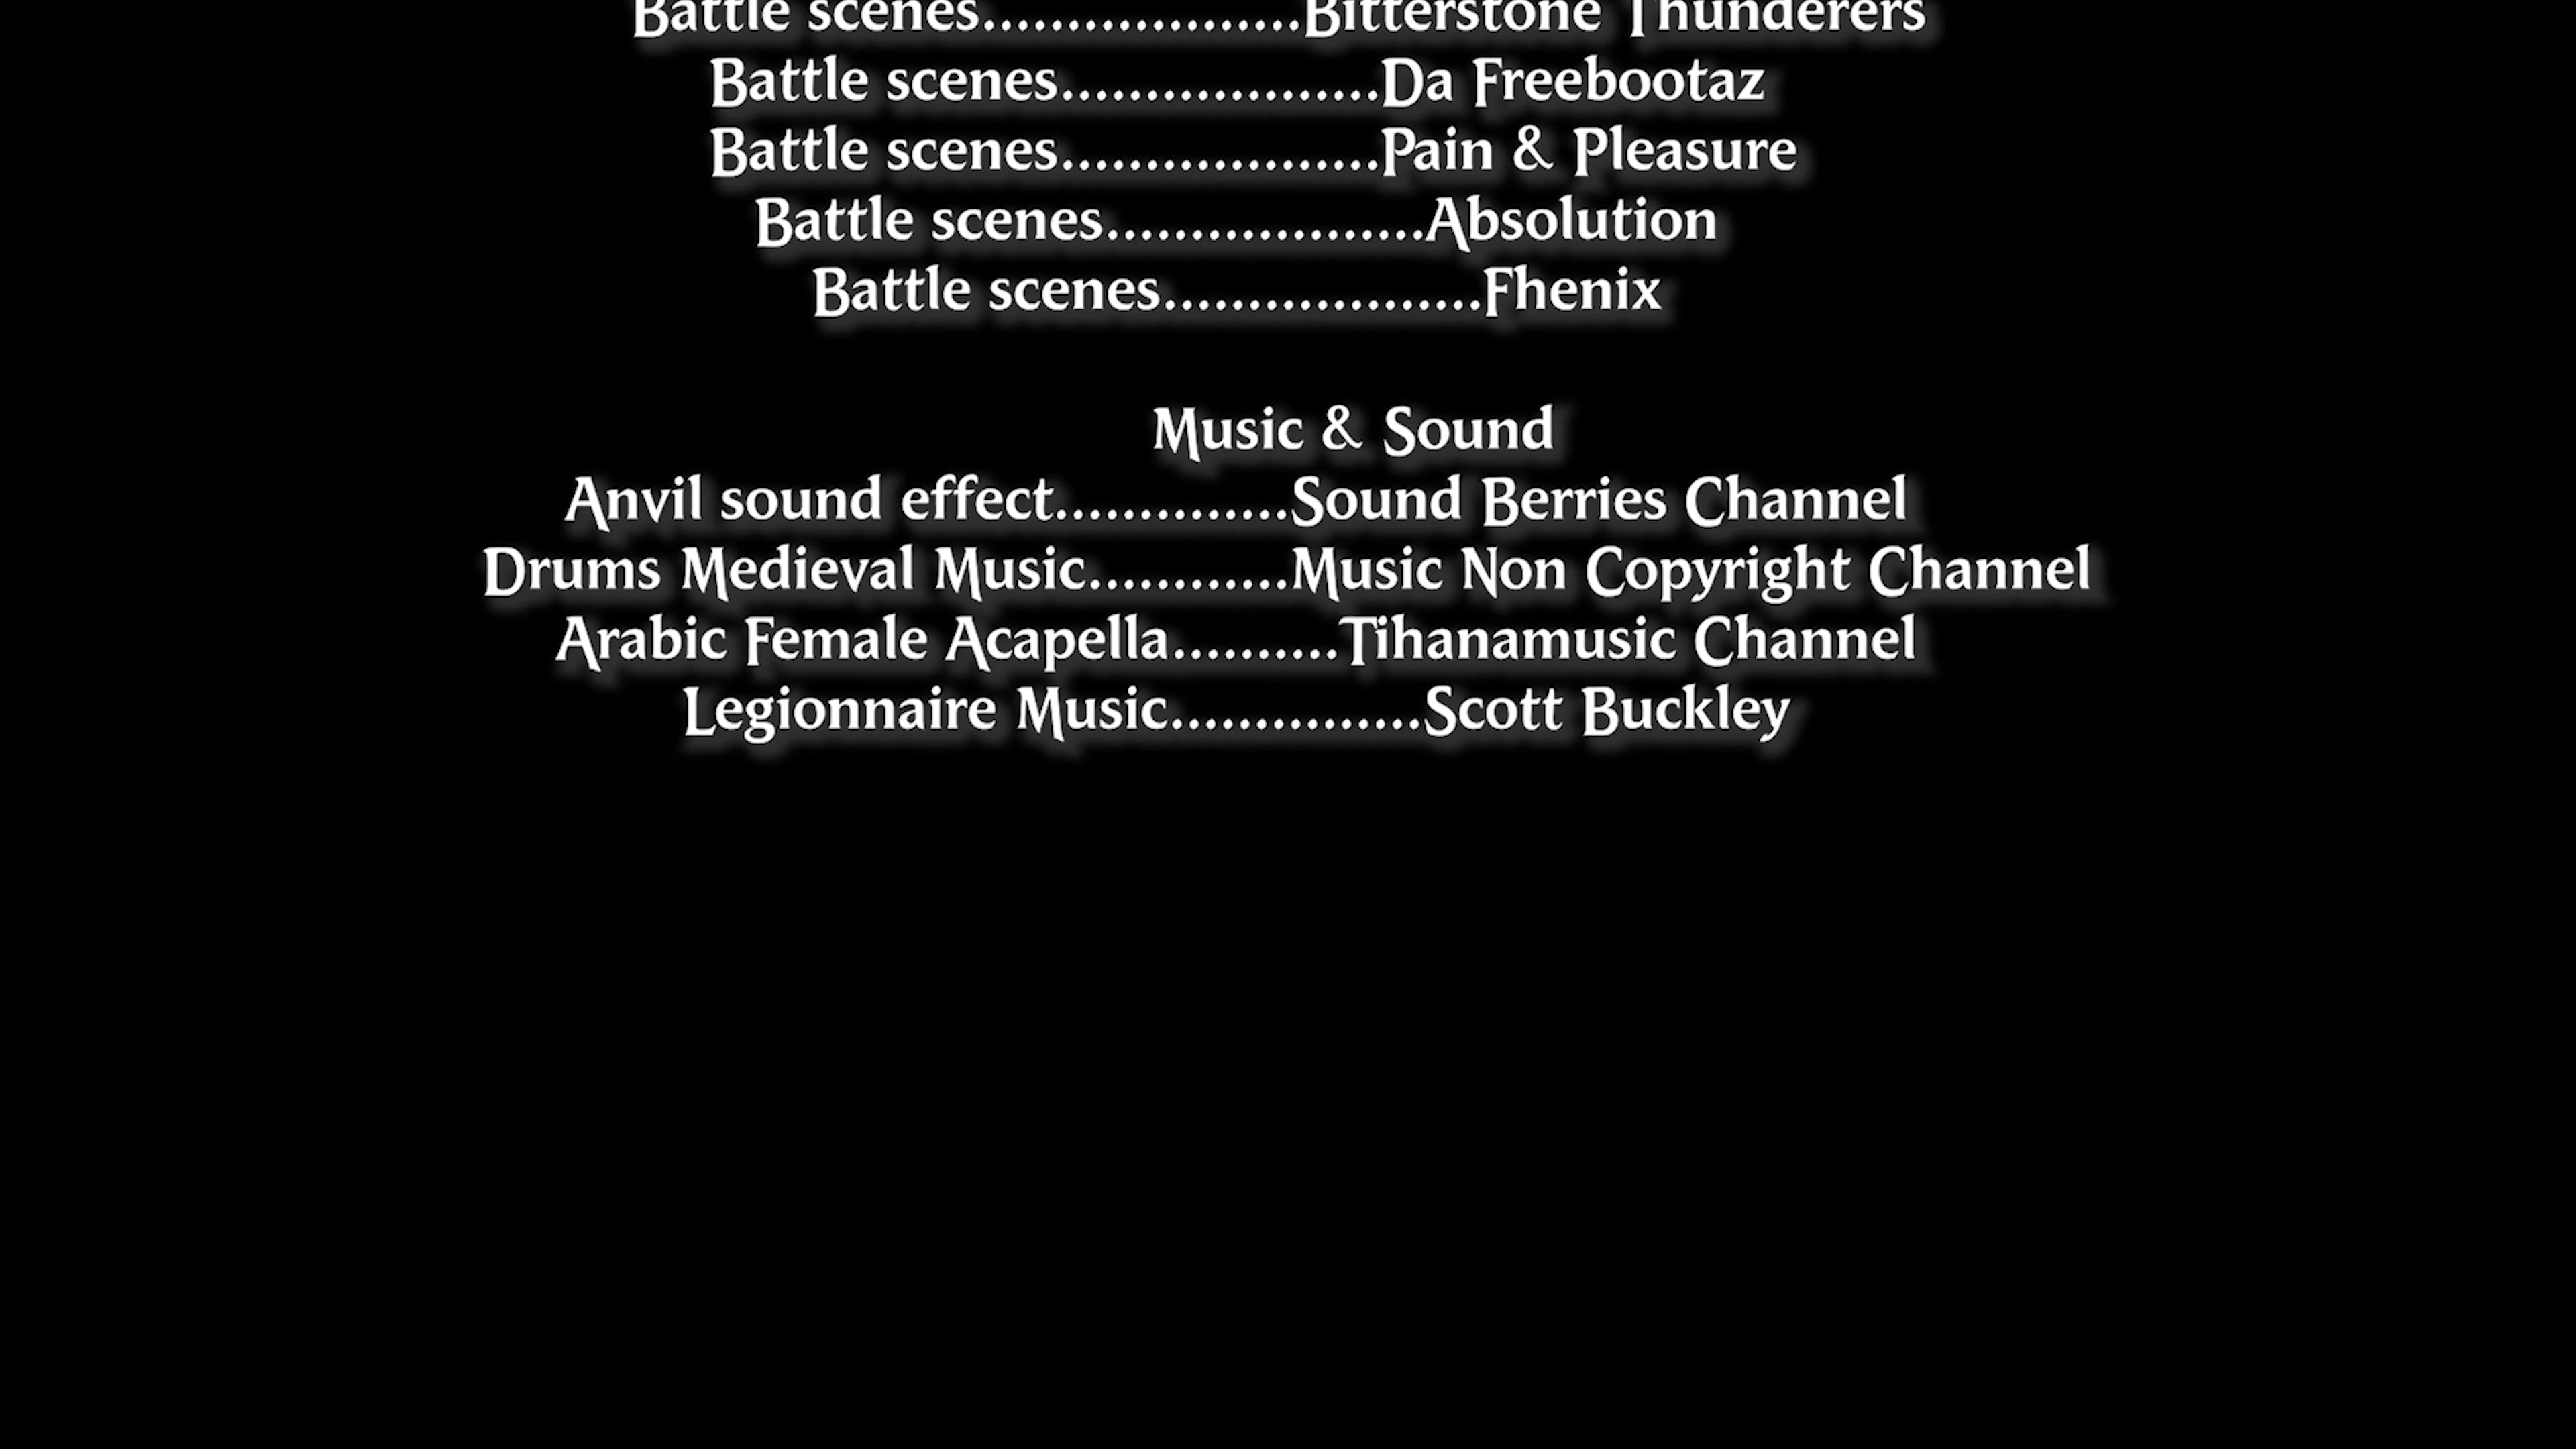 Battle scenes...................Bitterstone Thunderers
Battle scenes...................Da Freebootaz
Battle scenes...................Pain & Pleasure
Battle scenes...................Absolution
Battle scenes...................Fhenix
Music & Sound
Anvil sound effect..............Sound Berries Channel
Drums Medieval Music............Music Non Copyright Channel
Arabic Female Acapella..........Tihanamusic Channel
Legionnaire Music...............Scott Buckley